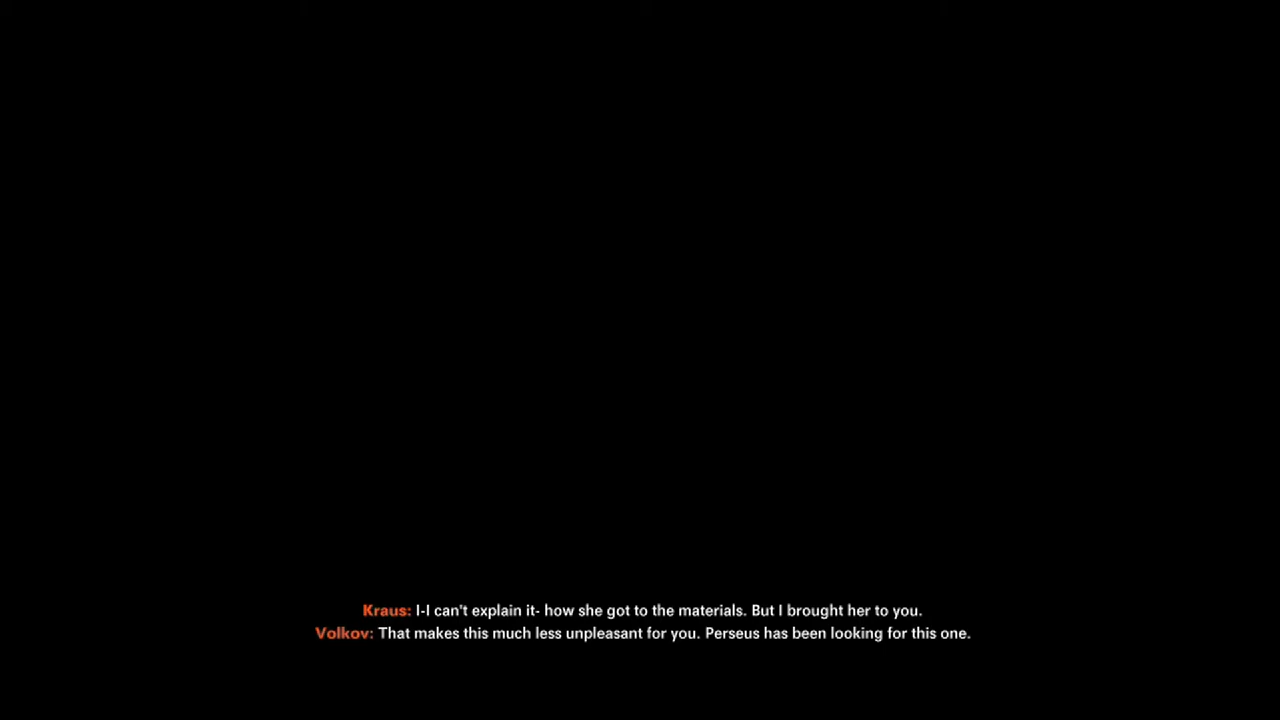 Kraus: I-I can't explain it- how she got to the materials. But I brought her to you.
Volkov: That makes this much less unpleasant for you. Perseus has been looking for this one.